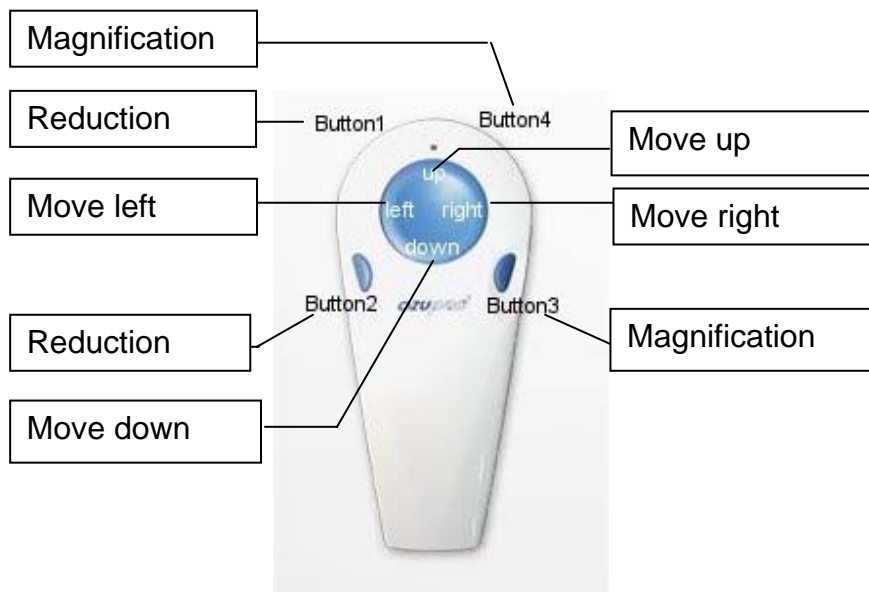 Magnification
Reduction
Button1
Button4
up
Move up
Move left
left
right
Move right
down
Button2
azupad
Button3
Reduction
Magnification
Move down